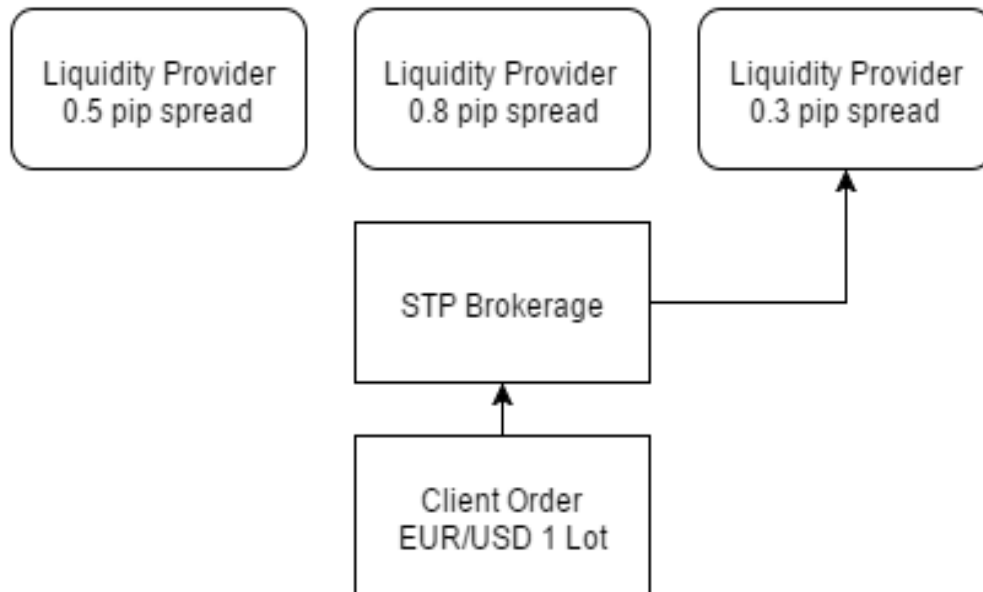 Liquidity Provider
0.5 pip spread
Liquidity Provider
0.8 pip spread
Liquidity Provider
0.3 pip spread
STP Brokerage
Client Order
EUR/USD 1 Lot